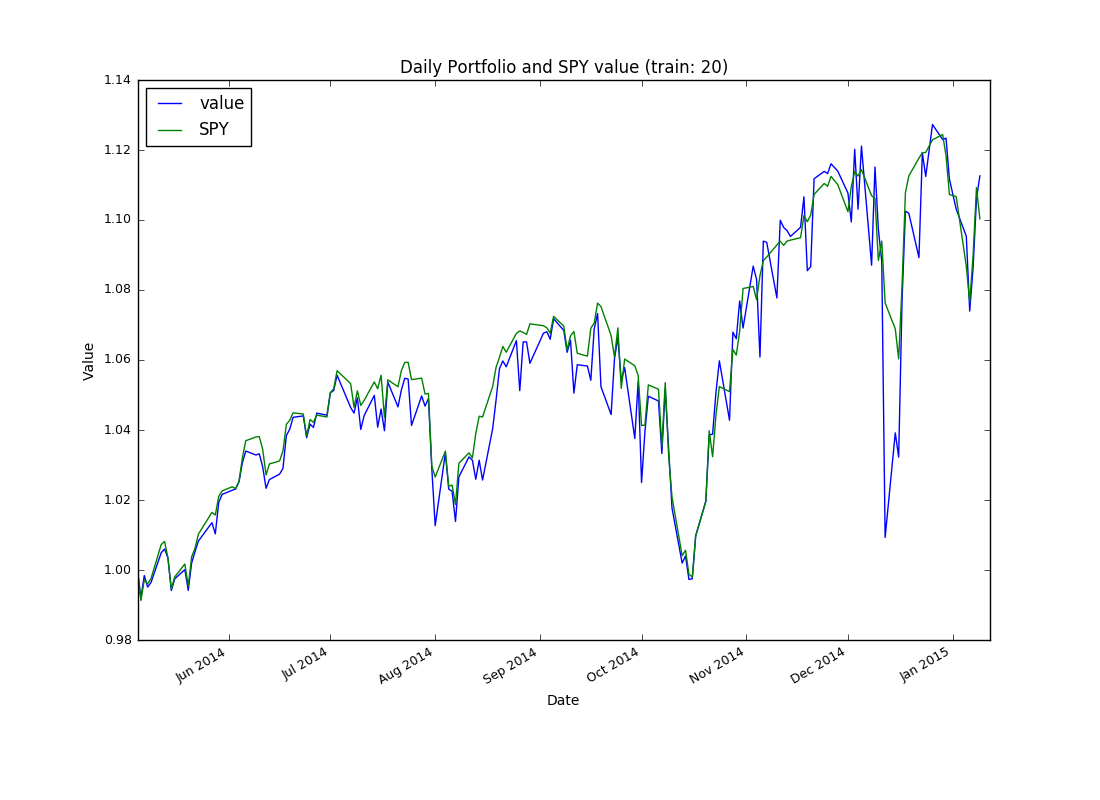 Daily Portfolio and SPY value (train: 20)
1.14
value
SPY
1.12
1.10
1.08
1.06
1.04
1.02
1.00
0.98
Value
Jun 2014
Jul 2014
Aug 2014
Sep 2014
Oct 2014
Nov 2014
Dec 2014
Jan 2015
Date